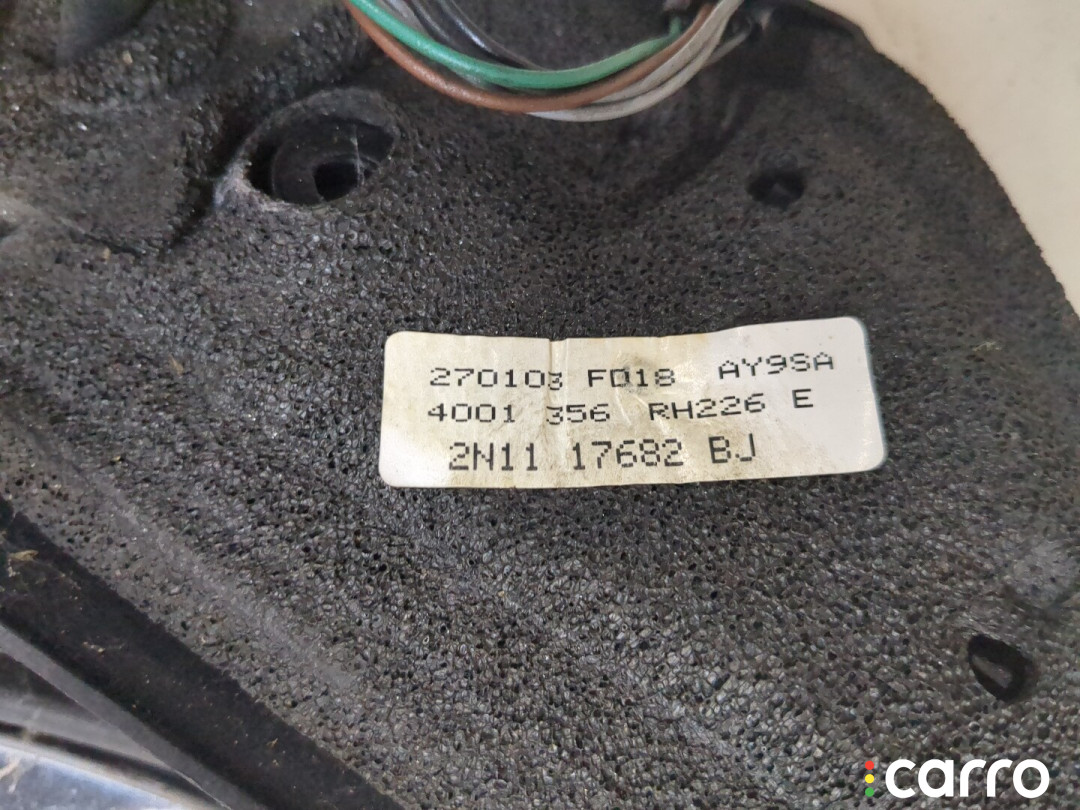 270103 FD18 AY9SA
4001 356 RH226 E
2N11 17682 BJ
carro